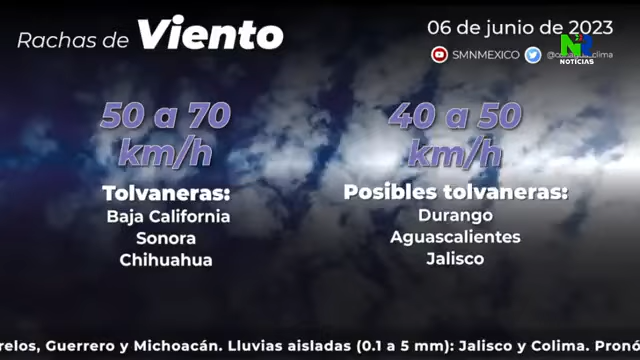 Rachas de Viento
06 de junio de 2023
SMNMEXICO
NOTICIAS
50 a 70
km/h
Tolvaneras:
Baja California
Sonora
Chihuahua
40 a 50
km/h
Posibles tolvaneras:
Durango
Aguascalientes
Jalisco
relos, Guerrero y Michoacán. Lluvias aisladas (0.1 a 5 mm): Jalisco y Colima. Pronó